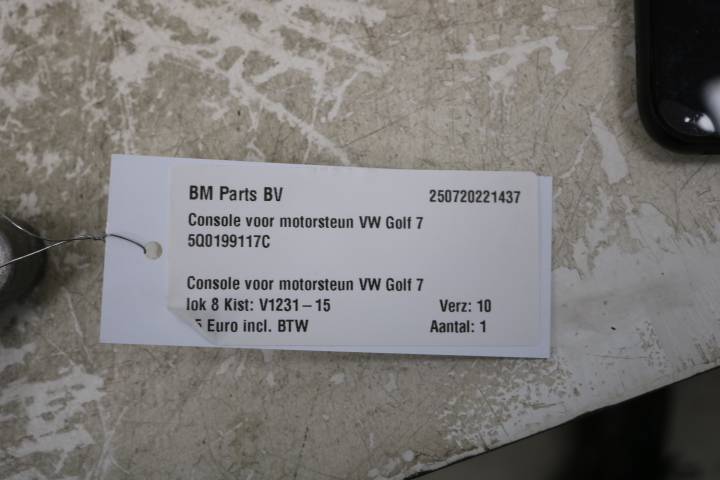 BM Parts BV 250720221437
Console voor motorsteun VW Golf 7
5Q0199117C
Console voor motorsteun VW Golf 7
lok 8 Kist: V1231 – 15 Verz: 10
Euro incl. BTW Aantal: 1